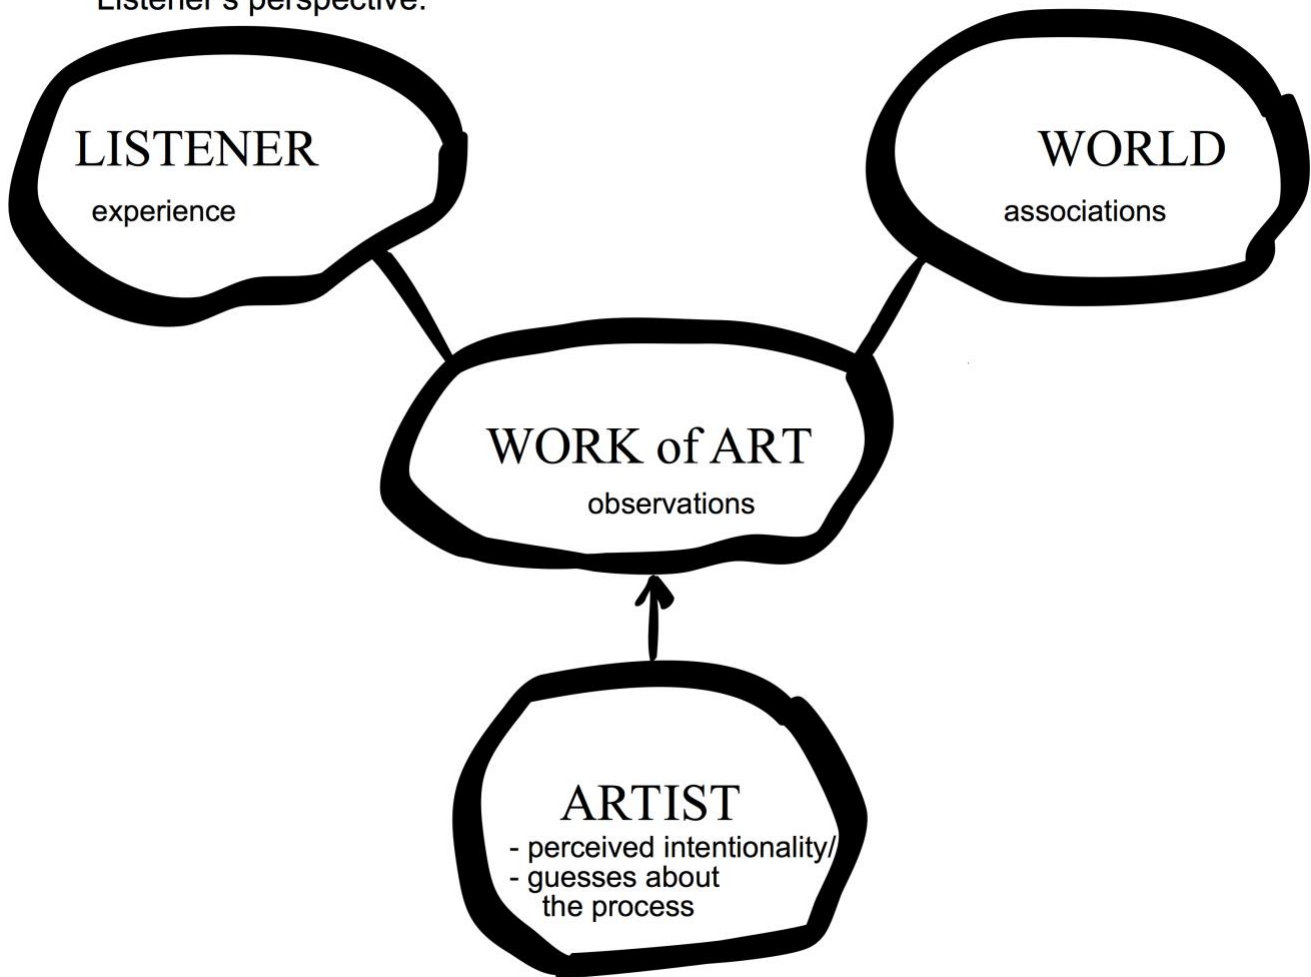 Listener's perspective:
LISTENER
experience
WORLD
associations
WORK of ART
observations
ARTIST
- perceived intentionality/
- guesses about
the process